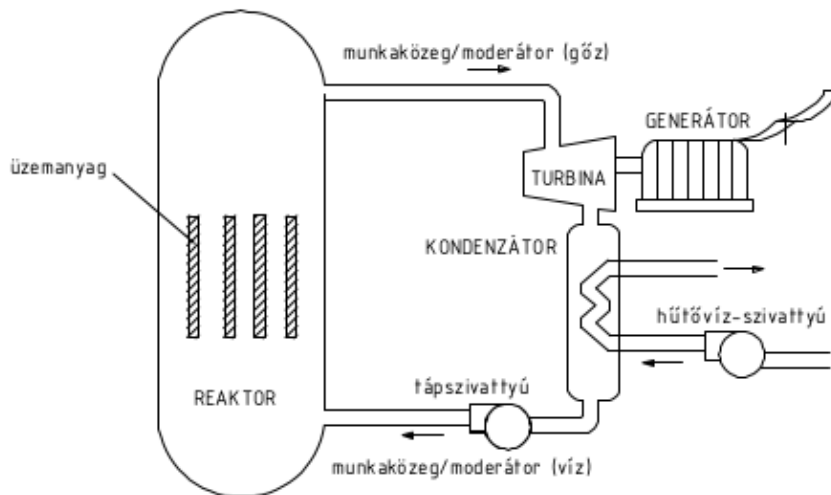 munkaközeg/moderátor (gőz)
GENERÁTOR
üzemanyag
TURBINA
KONDENZÁTOR
hűtővíz-szivattyú
tápszivattyú
REAKTOR
munkaközeg/moderátor (víz)